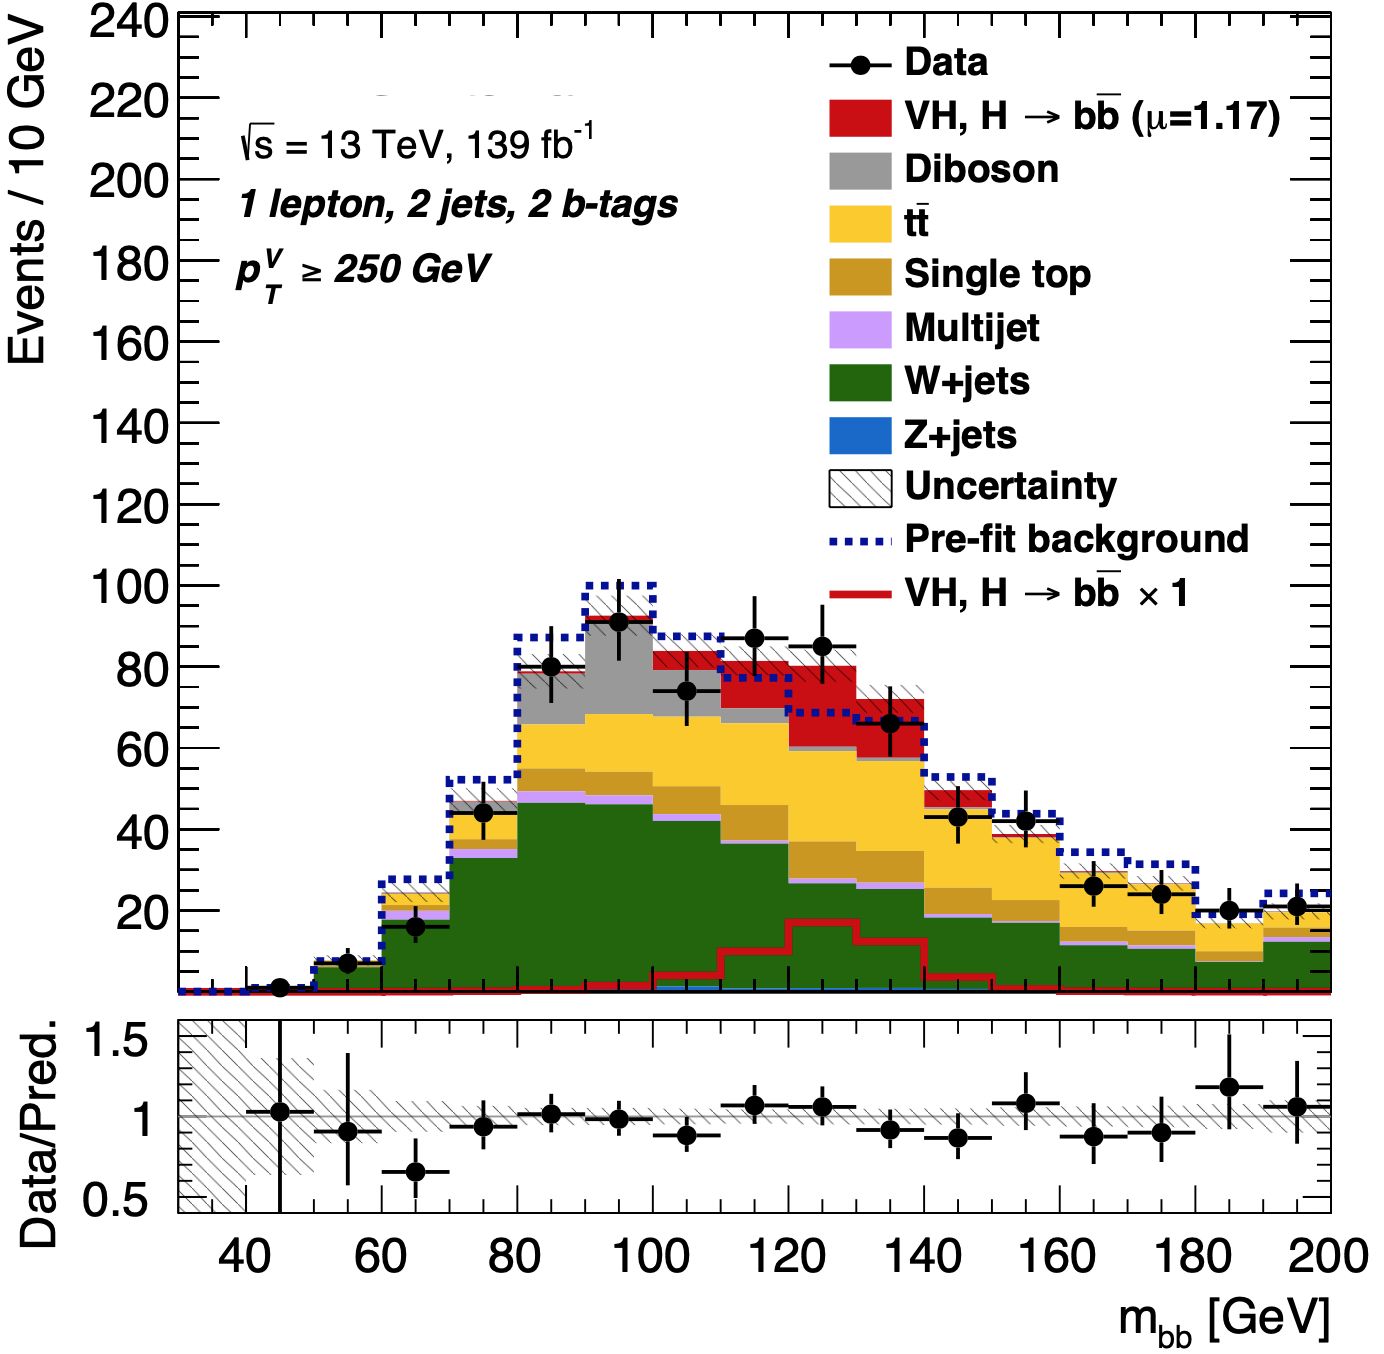 Events / 10 GeV
240
220
200
180
160
140
120
100
80
60
40
20
√s = 13 TeV, 139 fb⁻¹
1 lepton, 2 jets, 2 b-tags
p_T^V ≥ 250 GeV
Data
VH, H → bb̅ (μ=1.17)
Diboson
tt̅
Single top
Multijet
W+jets
Z+jets
Uncertainty
Pre-fit background
VH, H → bb̅ × 1
Data/Pred.
1.5
1
0.5
40 60 80 100 120 140 160 180 200
m_bb [GeV]